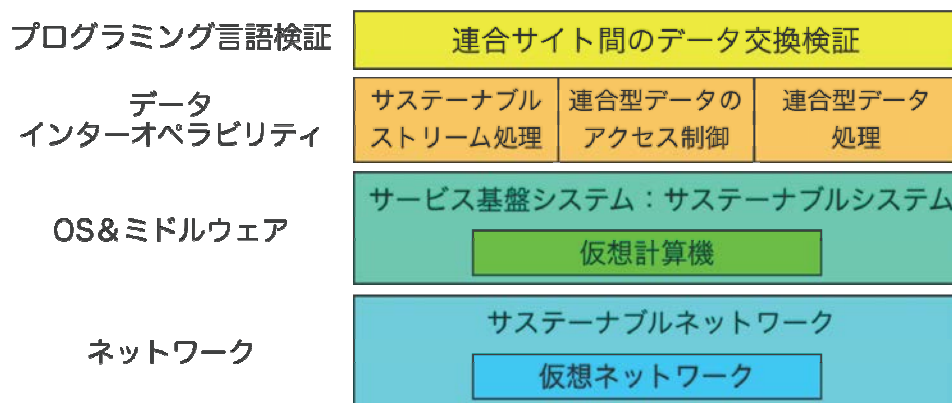 プログラミング言語検証
連合サイト間のデータ交換検証
データ
インターオペラビリティ
サステーナブル
ストリーム処理
連合型データの
アクセス制御
連合型データ
処理
OS&ミドルウェア
サービス基盤システム：サステーナブルシステム
仮想計算機
ネットワーク
サステーナブルネットワーク
仮想ネットワーク